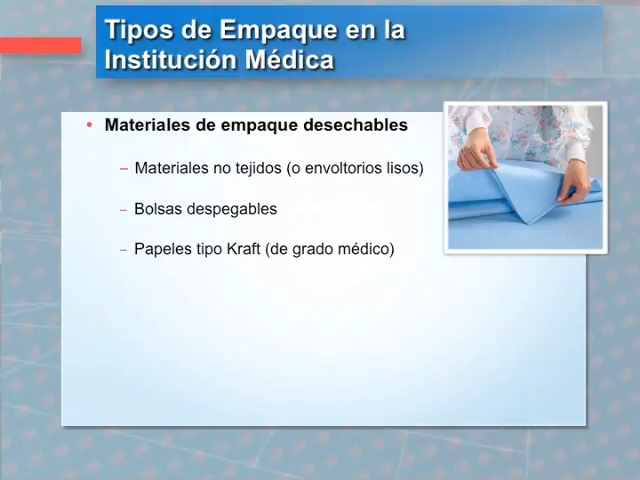 Tipos de Empaque en la
Institución Médica
• Materiales de empaque desechables
– Materiales no tejidos (o envoltorios lisos)
– Bolsas despegables
– Papeles tipo Kraft (de grado médico)